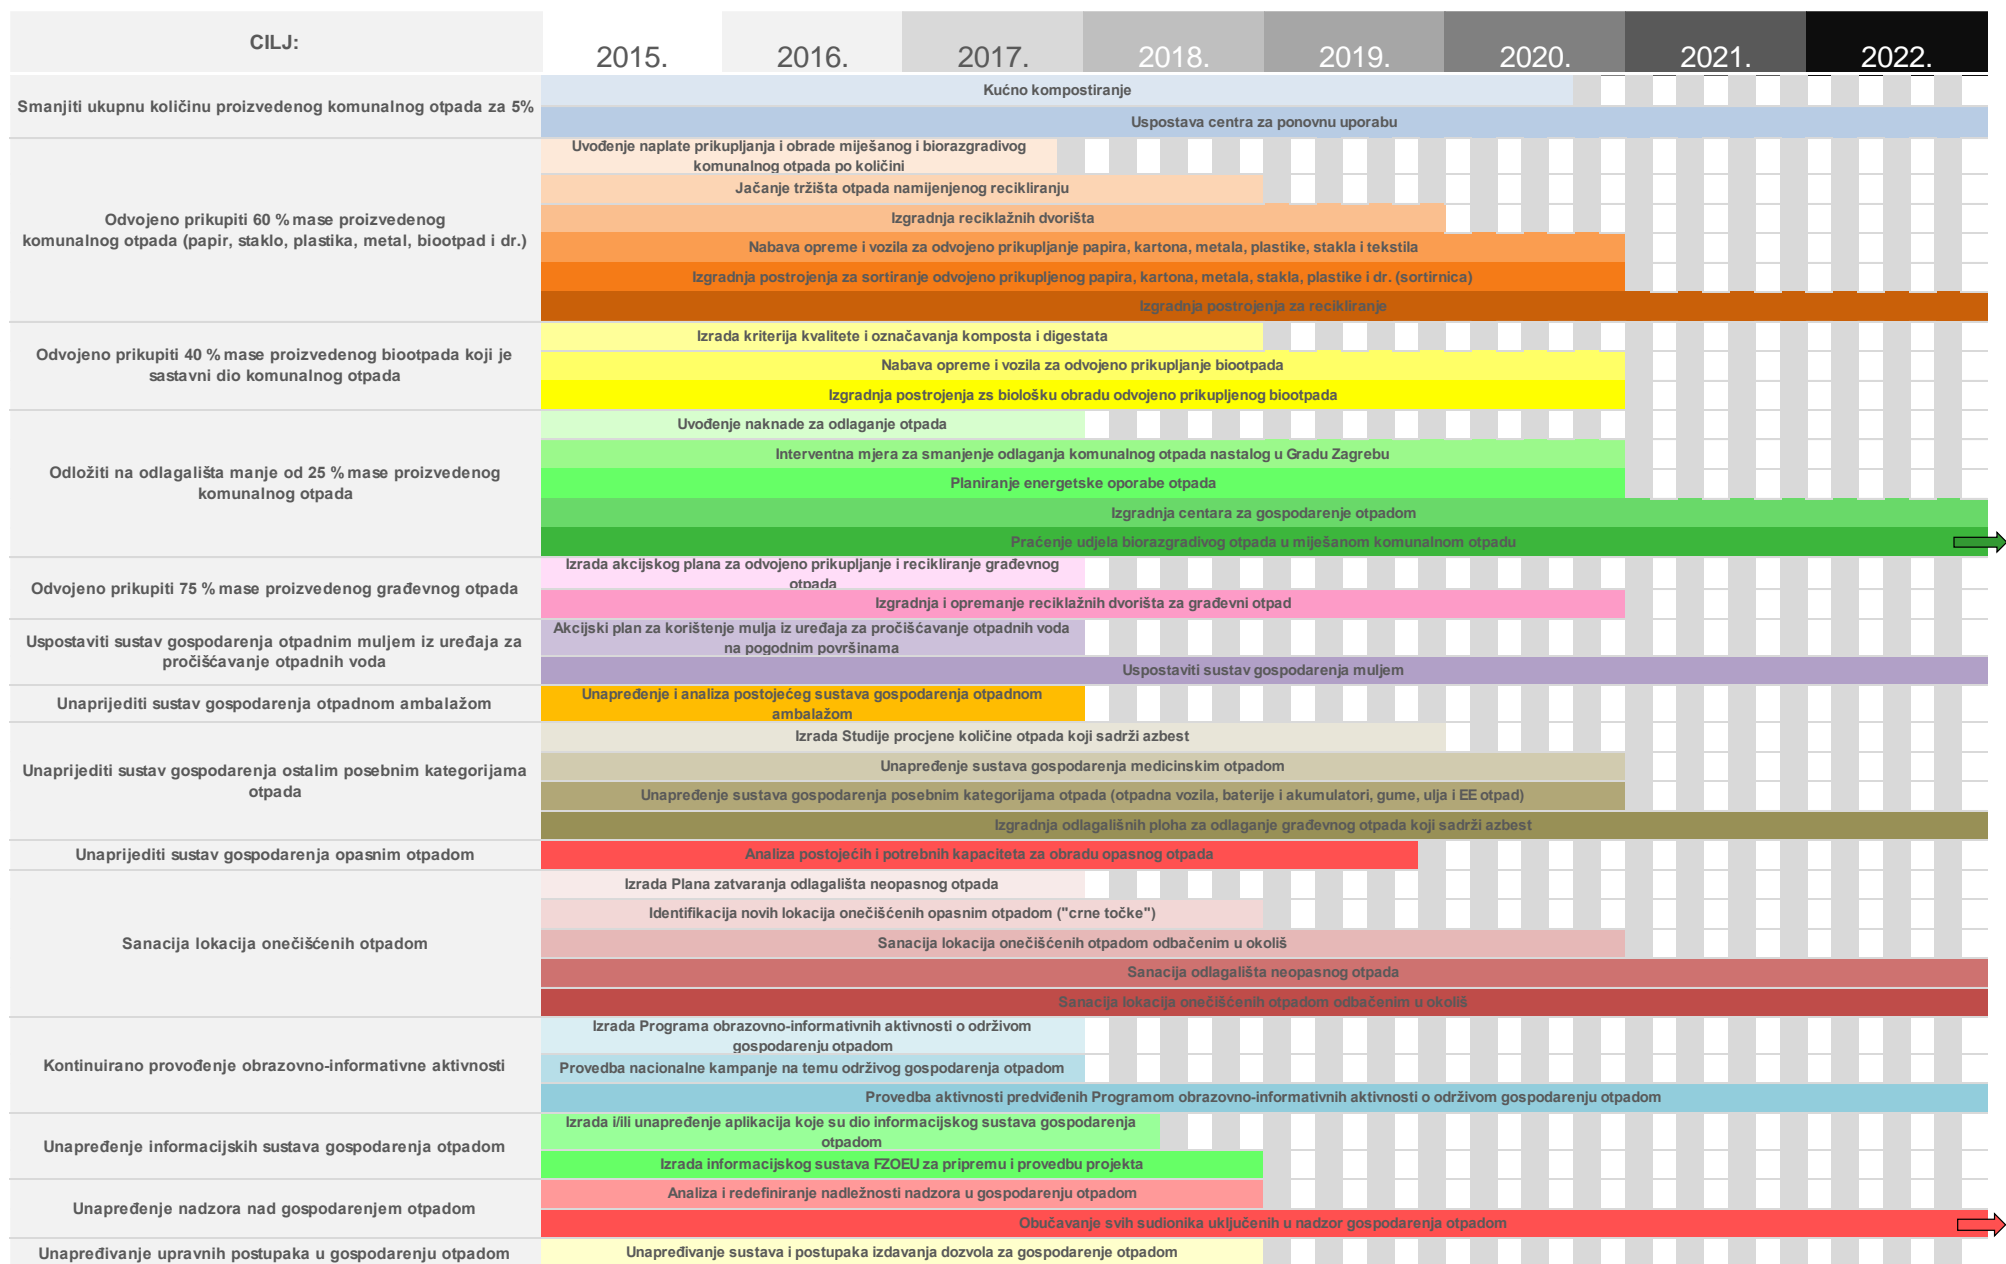 CILJ:
2015. 2016. 2017. 2018. 2019. 2020. 2021. 2022.
Smanjiti ukupnu količinu proizvedenog komunalnog otpada za 5%
Kućno kompostiranje
Uspostava centra za ponovnu uporabu
Odvojeno prikupiti 60 % mase proizvedenog
komunalnog otpada (papir, staklo, plastika, metal, biootpad i dr.)
Uvođenje naplate prikupljanja i obrade miješanog i biorazgradivog
komunalnog otpada po količini
Jačanje tržišta otpada namijenjenog recikliranju
Izgradnja reciklažnih dvorišta
Nabava opreme i vozila za odvojeno prikupljanje papira, kartona, metala, plastike, stakla i tekstila
Izgradnja postrojenja za sortiranje odvojeno prikupljenog papira, kartona, metala, stakla, plastike i dr. (sortirnica)
Izgradnja postrojenja za recikliranje
Odvojeno prikupiti 40 % mase proizvedenog biootpada koji je
sastavni dio komunalnog otpada
Izrada kriterija kvalitete i označavanja komposta i digestata
Nabava opreme i vozila za odvojeno prikupljanje biootpada
Izgradnja postrojenja zs biološku obradu odvojeno prikupljenog biootpada
Odložiti na odlagališta manje od 25 % mase proizvedenog
komunalnog otpada
Uvođenje naknade za odlaganje otpada
Interventna mjera za smanjenje odlaganja komunalnog otpada nastalog u Gradu Zagrebu
Planiranje energetske oporabe otpada
Izgradnja centara za gospodarenje otpadom
Praćenje udjela biorazgradivog otpada u miješanom komunalnom otpadu
Odvojeno prikupiti 75 % mase proizvedenog građevnog otpada
Izrada akcijskog plana za odvojeno prikupljanje i recikliranje građevnog
otpada
Izgradnja i opremanje reciklažnih dvorišta za građevni otpad
Uspostaviti sustav gospodarenja otpadnim muljem iz uređaja za
pročišćavanje otpadnih voda
Akcijski plan za korištenje mulja iz uređaja za pročišćavanje otpadnih voda
na pogodnim površinama
Uspostaviti sustav gospodarenja muljem
Unaprijediti sustav gospodarenja otpadnom ambalažom
Unapređenje i analiza postojećeg sustava gospodarenja otpadnom
ambalažom
Unaprijediti sustav gospodarenja ostalim posebnim kategorijama
otpada
Izrada Studije procjene količine otpada koji sadrži azbest
Unapređenje sustava gospodarenja medicinskim otpadom
Unapređenje sustava gospodarenja posebnim kategorijama otpada (otpadna vozila, baterije i akumulatori, gume, ulja i EE otpad)
Izgradnja odlagališnih ploha za odlaganje građevnog otpada koji sadrži azbest
Unaprijediti sustav gospodarenja opasnim otpadom
Analiza postojećih i potrebnih kapaciteta za obradu opasnog otpada
Sanacija lokacija onečišćenih otpadom
Izrada Plana zatvaranja odlagališta neopasnog otpada
Identifikacija novih lokacija onečišćenih opasnim otpadom ("crne točke")
Sanacija lokacija onečišćenih otpadom odbačenim u okoliš
Sanacija odlagališta neopasnog otpada
Sanacija lokacija onečišćenih otpadom odbačenim u okoliš
Kontinuirano provođenje obrazovno-informativne aktivnosti
Izrada Programa obrazovno-informativnih aktivnosti o održivom
gospodarenju otpadom
Provedba nacionalne kampanje na temu održivog gospodarenja otpadom
Provedba aktivnosti predviđenih Programom obrazovno-informativnih aktivnosti o održivom gospodarenju otpadom
Unapređenje informacijskih sustava gospodarenja otpadom
Izrada i/ili unapređenje aplikacija koje su dio informacijskog sustava gospodarenja
otpadom
Izrada informacijskog sustava FZOEU za pripremu i provedbu projekta
Unapređenje nadzora nad gospodarenjem otpadom
Analiza i redefiniranje nadležnosti nadzora u gospodarenju otpadom
Obučavanje svih sudionika uključenih u nadzor gospodarenja otpadom
Unapređivanje upravnih postupaka u gospodarenju otpadom
Unapređivanje sustava i postupaka izdavanja dozvola za gospodarenje otpadom